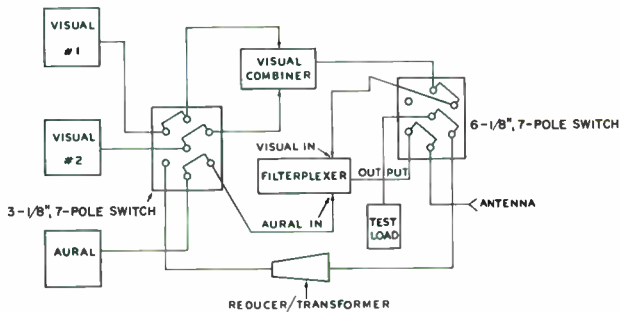 VISUAL
#1
VISUAL
COMBINER
6-1/8", 7-POLE SWITCH
VISUAL
#2
VISUAL IN
FILTERPLEXER
OUTPUT
3-1/8", 7-POLE SWITCH
AURAL IN
TEST
LOAD
ANTENNA
AURAL
REDUCER/TRANSFORMER